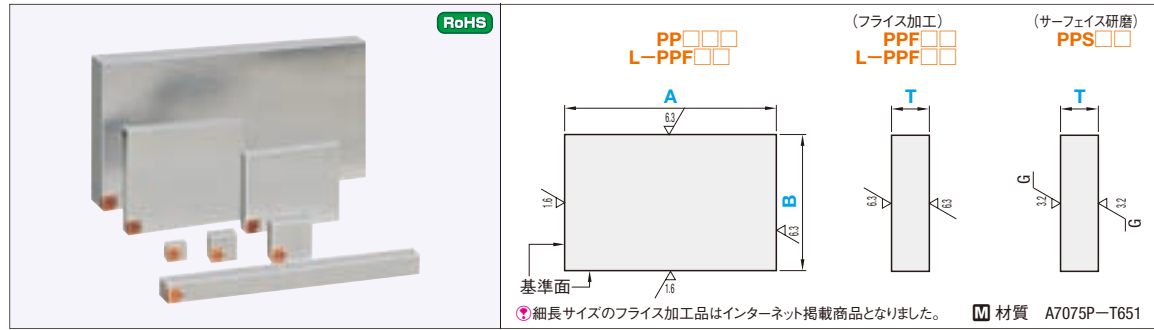 RoHS
PP□□□
L−PPF□□
(フライス加工)
PPF□□
L−PPF□□
(サーフェイス研磨)
PPS□□
A
T
T
6.3
1.6
B
6.3
6.3
6.3
G
3.2
3.2
G
基準面
1.6
細長サイズのフライス加工品はインターネット掲載商品となりました。
M 材質 A7075P−T651